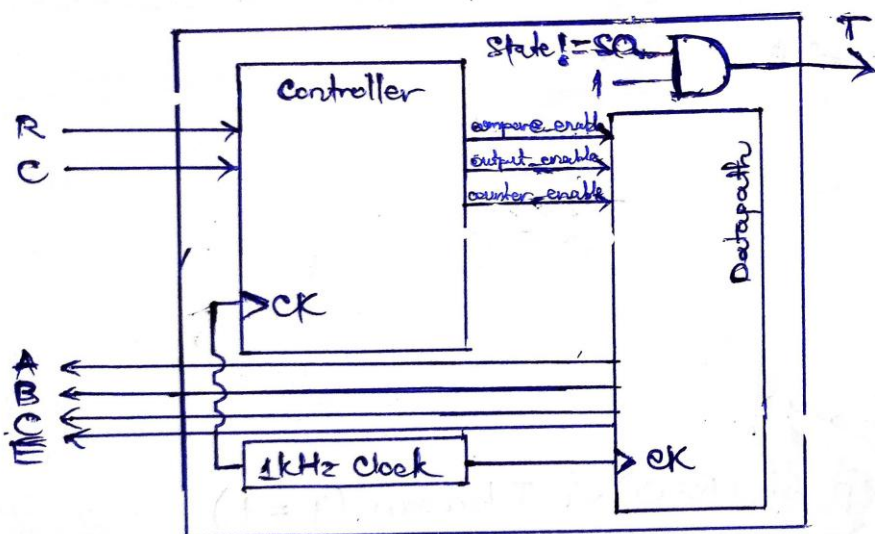 T
State != S0
1
Controller
R
C
compare_enable
output_enable
counter_enable
Datapath
CK
A
B
C
E
1kHz Clock
CK